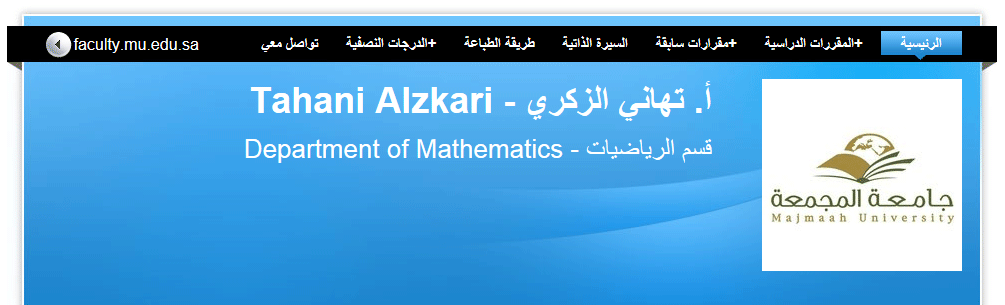 الرئيسية +المقررات الدراسية +مقررات سابقة السيرة الذاتية طريقة الطباعة +الدرجات النصفية تواصل معي faculty.mu.edu.sa
أ. تهاني الزكري - Tahani Alzkari
قسم الرياضيات - Department of Mathematics
جامعة المجمعة
Majmaah University